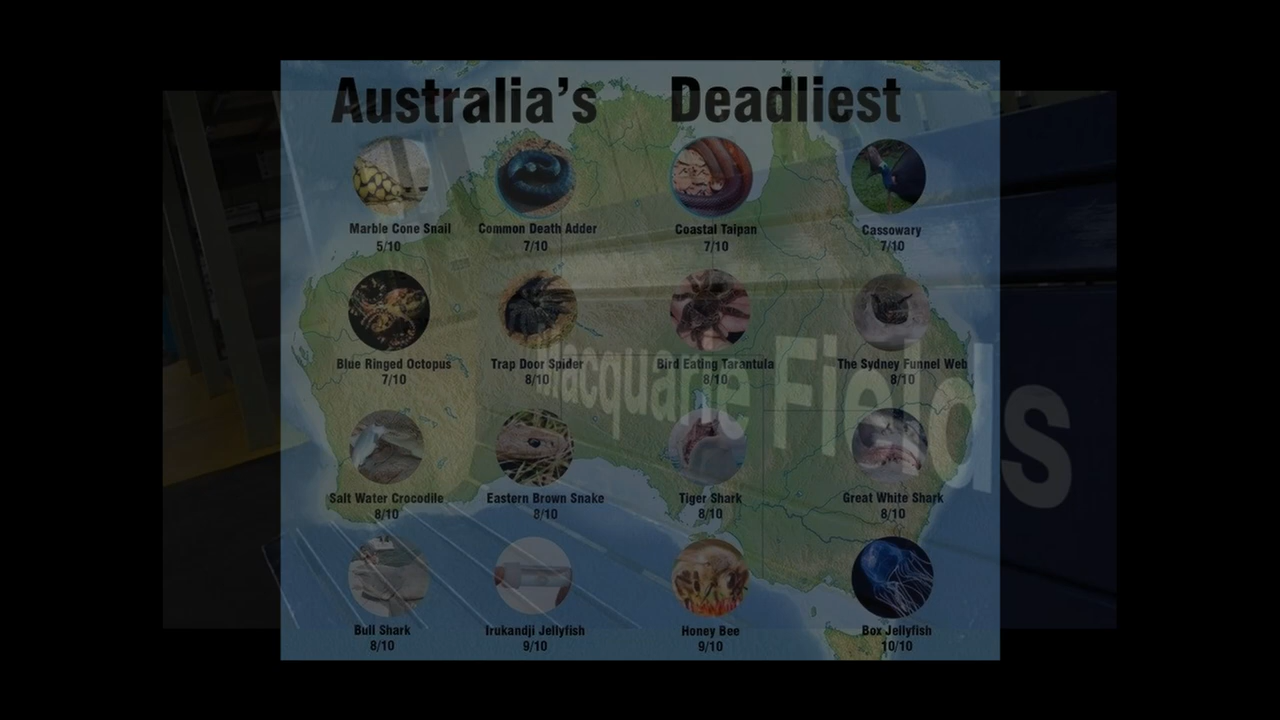 Australia's Deadliest
Marble Cone Snail
5/10
Common Death Adder
7/10
Coastal Taipan
7/10
Cassowary
7/10
Blue Ringed Octopus
7/10
Trap Door Spider
8/10
Bird Eating Tarantula
8/10
The Sydney Funnel Web
8/10
Macquarie Fields
Salt Water Crocodile
8/10
Eastern Brown Snake
8/10
Tiger Shark
8/10
Great White Shark
8/10
Bull Shark
8/10
Irukandji Jellyfish
9/10
Honey Bee
9/10
Box Jellyfish
10/10